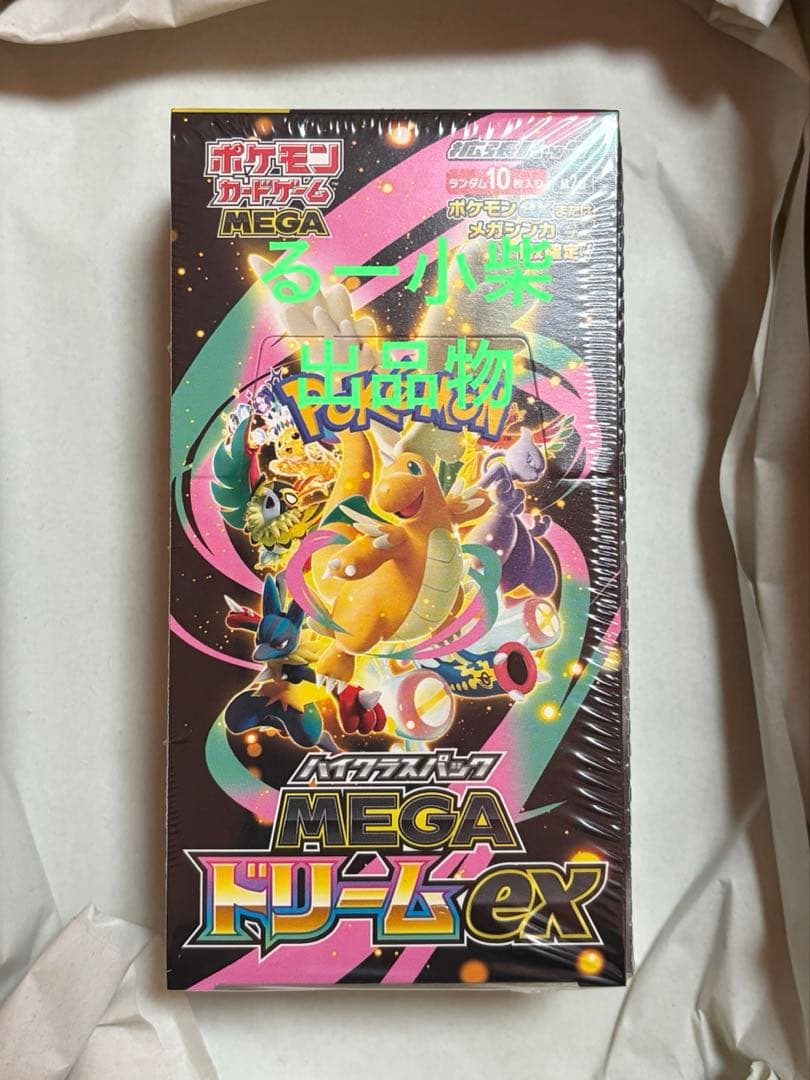 ポケモン
カードゲーム
MEGA
拡張パック
ランダム10枚入り
ポケモンexまたは
メガシンカ
るー小柴
出品物
POKÉMON
ハイクラスパック
MEGA
ドリームex